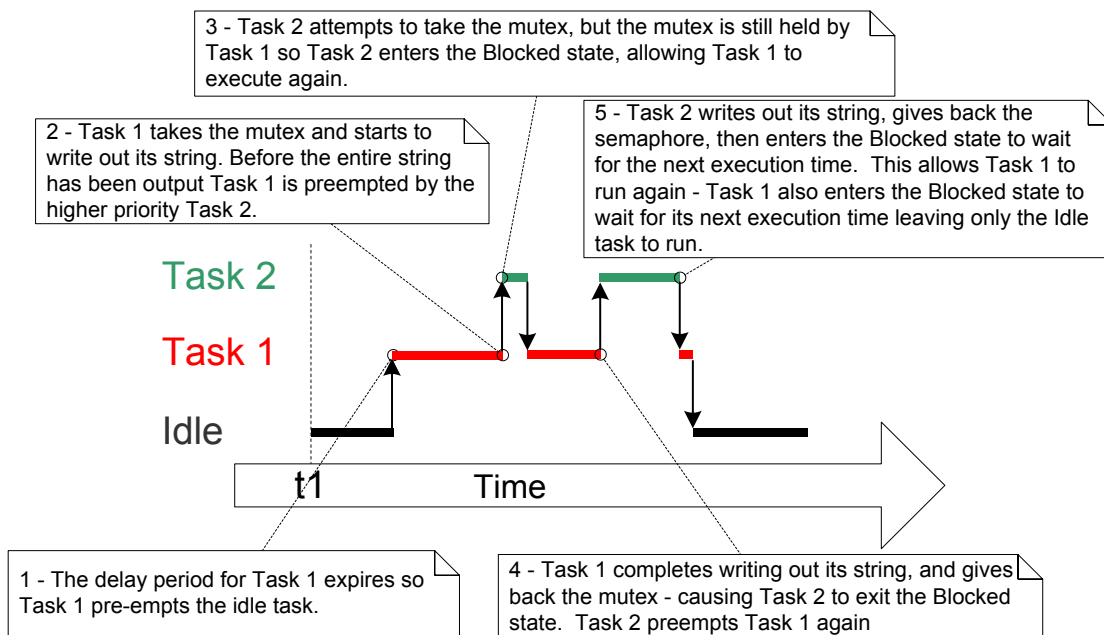 3 - Task 2 attempts to take the mutex, but the mutex is still held by
Task 1 so Task 2 enters the Blocked state, allowing Task 1 to
execute again.
2 - Task 1 takes the mutex and starts to
write out its string. Before the entire string
has been output Task 1 is preempted by the
higher priority Task 2.
5 - Task 2 writes out its string, gives back the
semaphore, then enters the Blocked state to wait
for the next execution time.  This allows Task 1 to
run again - Task 1 also enters the Blocked state to
wait for its next execution time leaving only the Idle
task to run.
Task 2
Task 1
Idle
t1
Time
1 - The delay period for Task 1 expires so
Task 1 pre-empts the idle task.
4 - Task 1 completes writing out its string, and gives
back the mutex - causing Task 2 to exit the Blocked
state.  Task 2 preempts Task 1 again